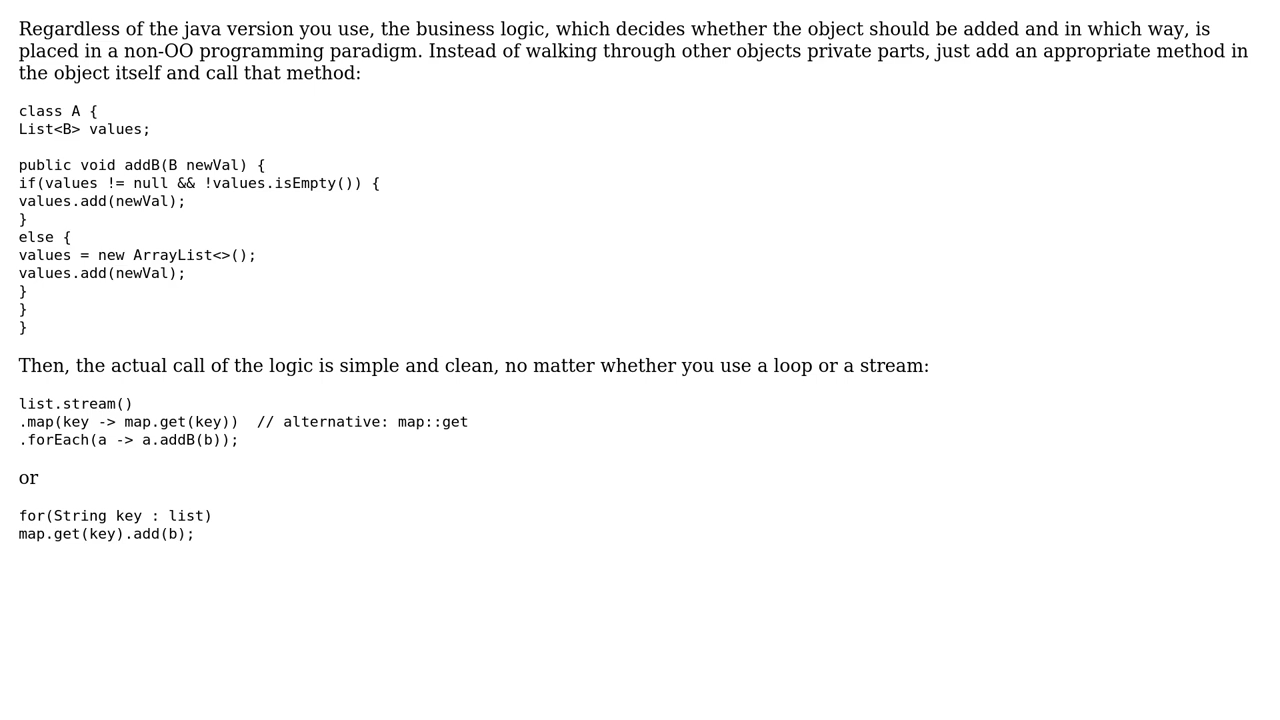 Regardless of the java version you use, the business logic, which decides whether the object should be added and in which way, is
placed in a non-OO programming paradigm. Instead of walking through other objects private parts, just add an appropriate method in
the object itself and call that method:
class A {
List<B> values;
public void addB(B newVal) {
if(values != null && !values.isEmpty()) {
values.add(newVal);
}
else {
values = new ArrayList<>();
values.add(newVal);
}
}
}
Then, the actual call of the logic is simple and clean, no matter whether you use a loop or a stream:
list.stream()
.map(key -> map.get(key))  // alternative: map::get
.forEach(a -> a.addB(b));
or
for(String key : list)
map.get(key).add(b);